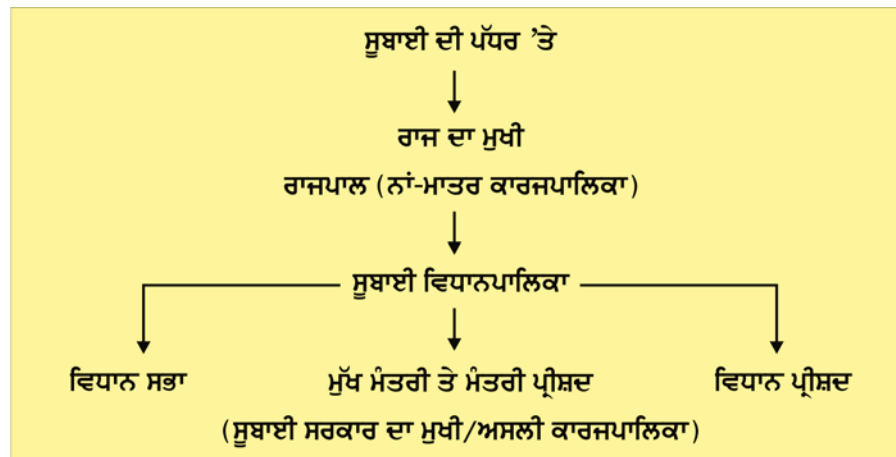 ਸੂਬਾਈ ਦੀ ਪੱਧਰ ’ਤੇ
ਰਾਜ ਦਾ ਮੁਖੀ
ਰਾਜਪਾਲ (ਨਾਂ-ਮਾਤਰ ਕਾਰਜਪਾਲਿਕਾ)
ਸੂਬਾਈ ਵਿਧਾਨਪਾਲਿਕਾ
ਵਿਧਾਨ ਸਭਾ ਮੁੱਖ ਮੰਤਰੀ ਤੇ ਮੰਤਰੀ ਪ੍ਰੀਸ਼ਦ ਵਿਧਾਨ ਪ੍ਰੀਸ਼ਦ
(ਸੂਬਾਈ ਸਰਕਾਰ ਦਾ ਮੁਖੀ/ਅਸਲੀ ਕਾਰਜਪਾਲਿਕਾ)